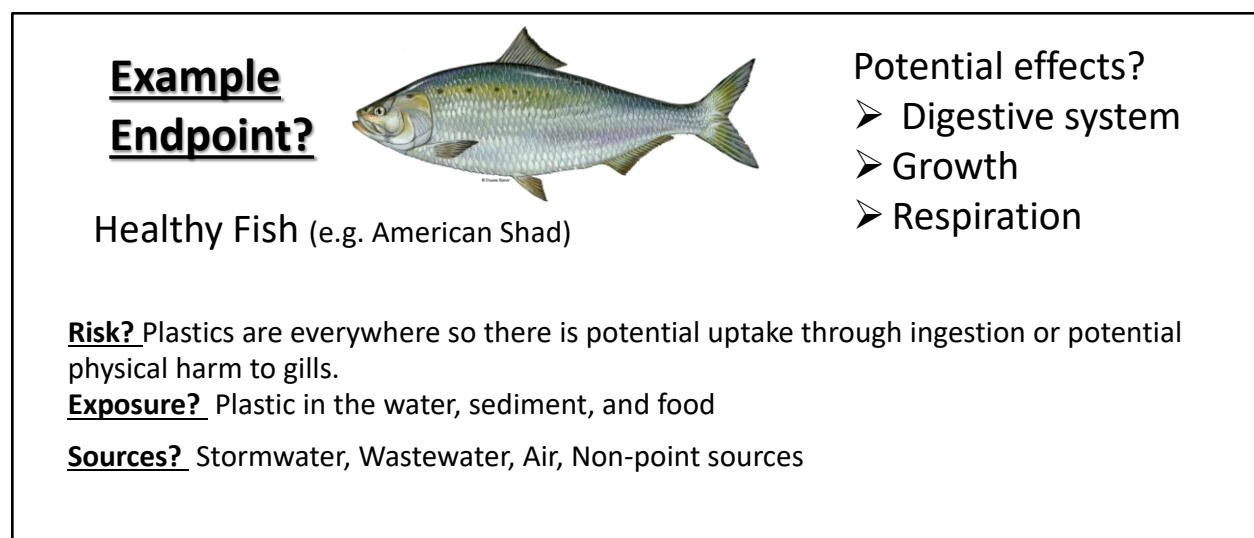 Example
Endpoint?
Healthy Fish (e.g. American Shad)
Potential effects?
➢ Digestive system
➢ Growth
➢ Respiration
Risk? Plastics are everywhere so there is potential uptake through ingestion or potential
physical harm to gills.
Exposure? Plastic in the water, sediment, and food
Sources? Stormwater, Wastewater, Air, Non-point sources